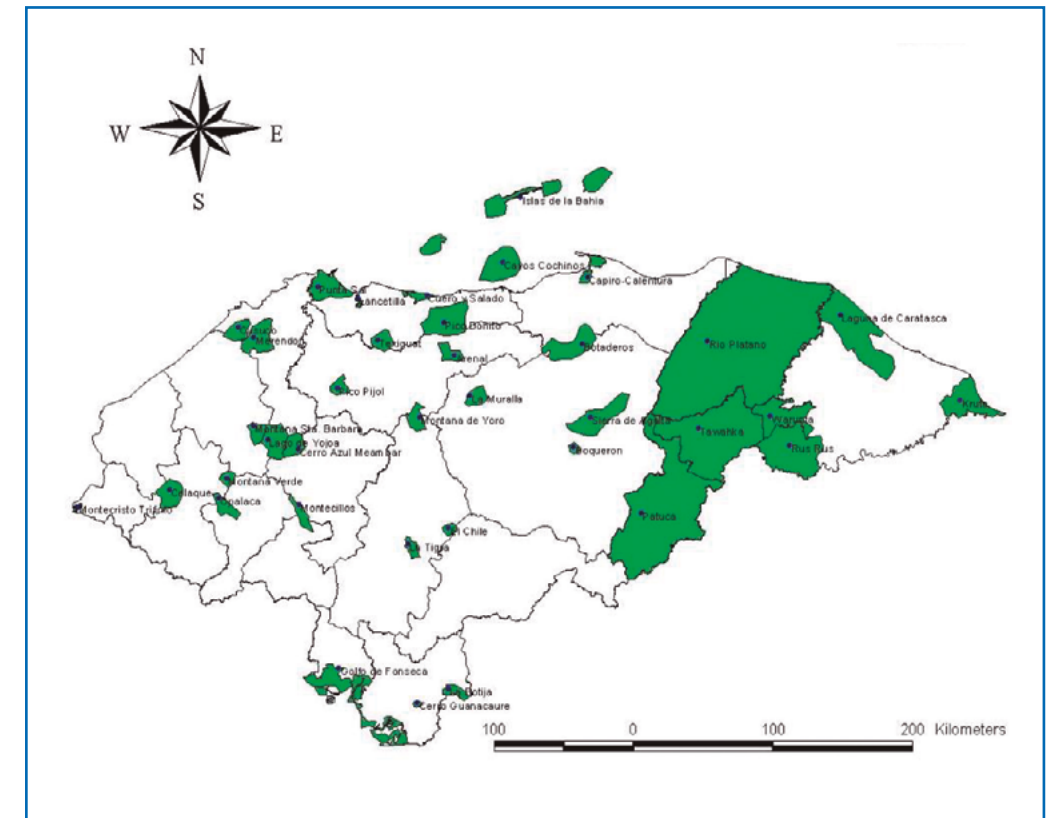 N
W E
S
Islas de la Bahia
Cayos Cochinos
Capiro-Calentura
Punta Sal
Lancetilla
Cuero y Salado
Laguna de Caratasca
Cusuco
Merendon
Pico Bonito
Texiguat
Botaderos
Rio Platano
Arenal
Pico Pijol
La Muralla
Kruta
Montana de Yoro
Sierra de Agalta
Warunta
Montana Sta. Barbara
Tawahka
Lago de Yojoa
Cerro Azul Meambar
Boqueron
Rus Rus
Montana Verde
Celaque
Opalaca
Montecillos
Montecristo Trifinio
Patuca
El Chile
La Tigra
Golfo de Fonseca
La Botija
Cerro Guanacaure
100 0 100 200 Kilometers